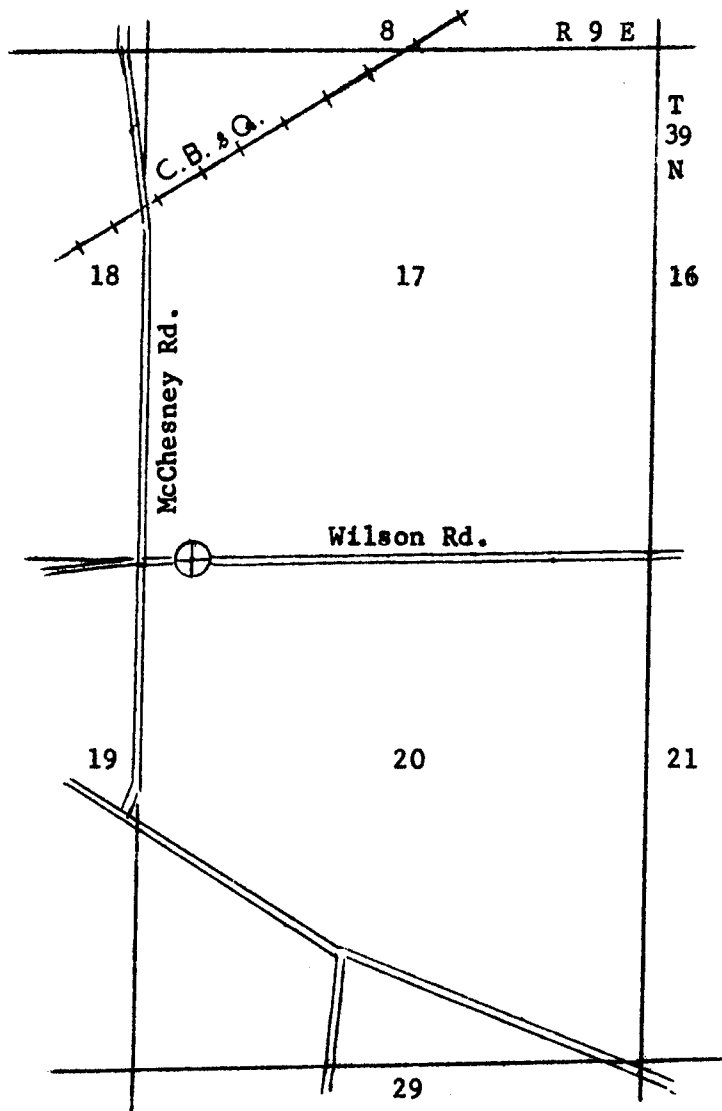 8 R 9 E
T
39
N
C.B. & Q.
18 17 16
McChesney Rd.
Wilson Rd.
19 20 21
29